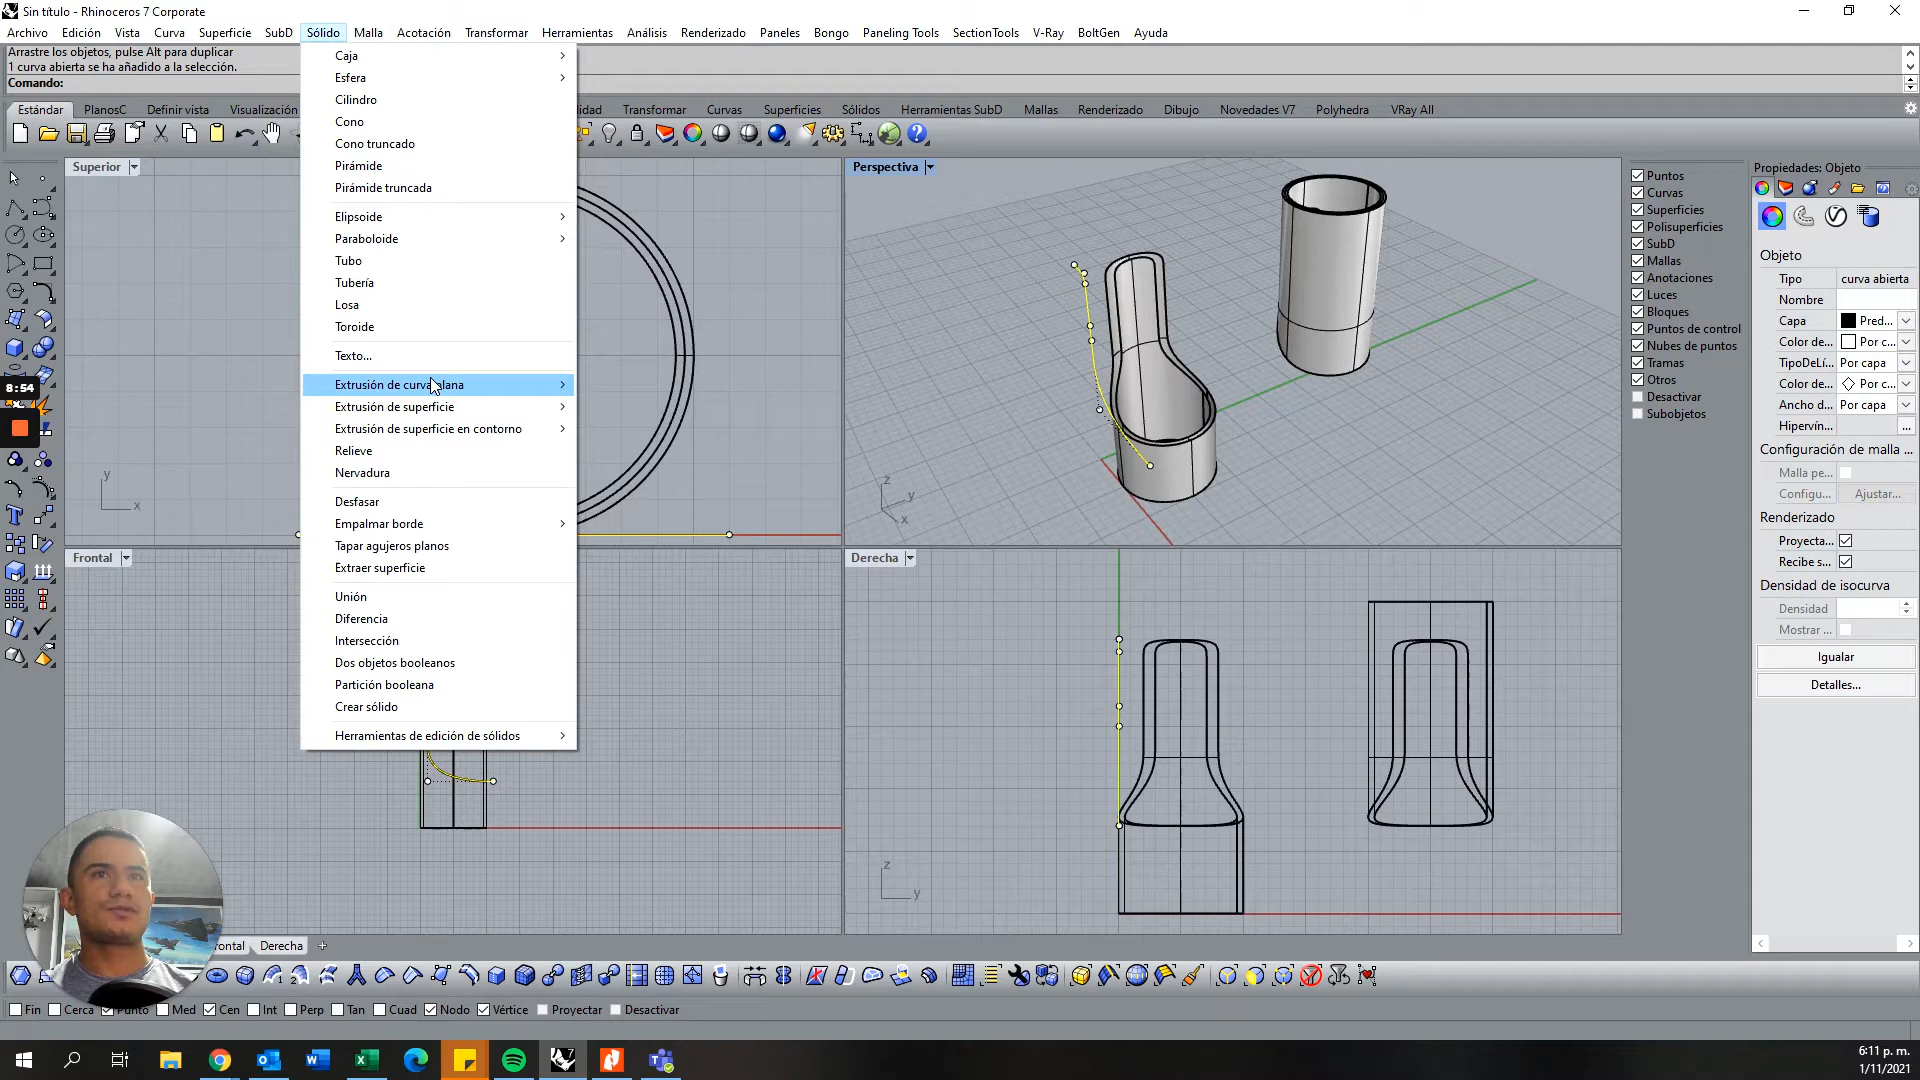 Sin título - Rhinoceros 7 Corporate
Archivo Edición Vista Curva Superficie SubD Sólido Malla Acotación Transformar Herramientas Análisis Renderizado Paneles Bongo Paneling Tools SectionTools V-Ray BoltGen Ayuda
Arrastre los objetos, pulse Alt para duplicar
1 curva abierta se ha añadido a la selección.
Comando:
Estándar PlanosC Definir vista Visualización lidad Transformar Curvas Superficies Sólidos Herramientas SubD Mallas Renderizado Dibujo Novedades V7 Polyhedra VRay All
Caja
Esfera
Cilindro
Cono
Cono truncado
Pirámide
Pirámide truncada
Elipsoide
Paraboloide
Tubo
Tubería
Losa
Toroide
Texto...
Extrusión de curva plana
Extrusión de superficie
Extrusión de superficie en contorno
Relieve
Nervadura
Desfasar
Empalmar borde
Tapar agujeros planos
Extraer superficie
Unión
Diferencia
Intersección
Dos objetos booleanos
Partición booleana
Crear sólido
Herramientas de edición de sólidos
Superior
y
x
Perspectiva
z
y
x
Frontal
Derecha
z
y
8:54
Puntos
Curvas
Superficies
Polisuperficies
SubD
Mallas
Anotaciones
Luces
Bloques
Puntos de control
Nubes de puntos
Tramas
Otros
Desactivar
Subobjetos
Propiedades: Objeto
Objeto
Tipo curva abierta
Nombre
Capa Pred...
Color de... Por c...
TipoDeLí... Por capa
Color de... Por c...
Ancho d... Por capa
Hipervín... ...
Configuración de malla ...
Malla pe...
Configu... Ajustar...
Renderizado
Proyecta...
Recibe s...
Densidad de isocurva
Densidad
Mostrar ...
Igualar
Detalles...
rontal Derecha
Fin Cerca Punto Med Cen Int Perp Tan Cuad Nodo Vértice Proyectar Desactivar
6:11 p. m.
1/11/2021